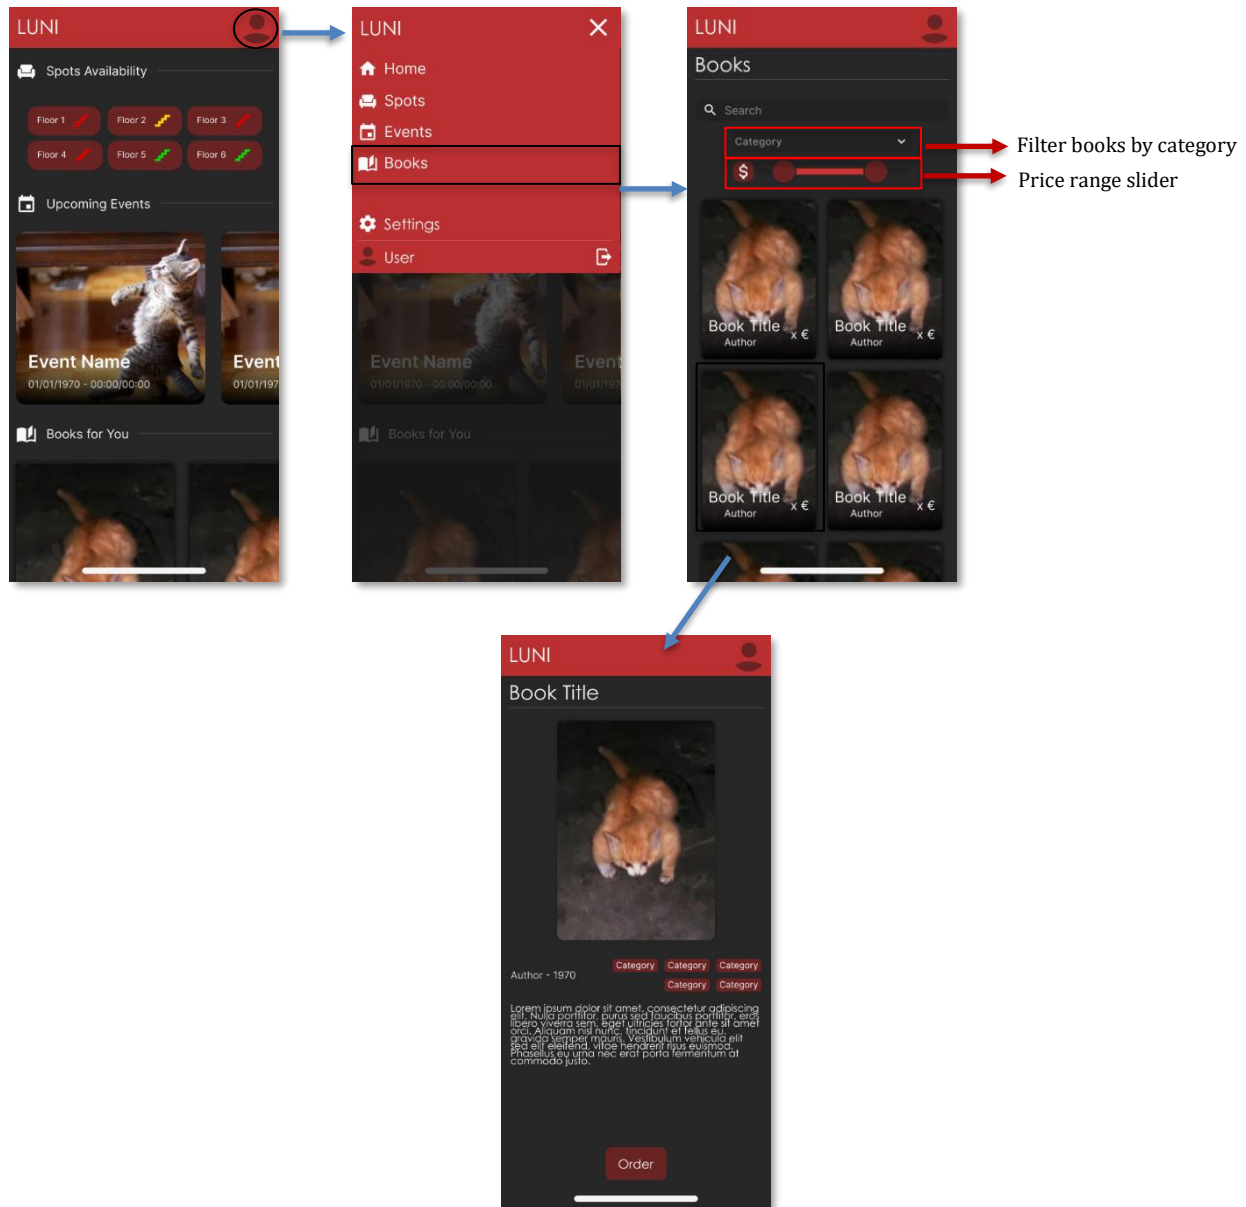 LUNI
Spots Availability
Floor 1
Floor 2
Floor 3
Floor 4
Floor 5
Floor 6
Upcoming Events
Event Name
01/01/1970 - 00:00/00:00
Event
01/01/197
Books for You
LUNI
Home
Spots
Events
Books
Settings
User
Event Name
01/01/1970 - 00:00/00:00
Even
01/01/197
Books for You
LUNI
Books
Search
Category
$
Book Title
Author
x €
Book Title
Author
x €
Book Title
Author
x €
Book Title
Author
x €
Filter books by category
Price range slider
LUNI
Book Title
Author - 1970
Category Category Category
Category Category
Lorem ipsum dolor sit amet, consectetur adipiscing
elit. Nulla porttitor, purus sed faucibus porttitor, eros
libero viverra sem, eget ultricies tortor ante sit amet
orci. Aliquam nisl nunc, tincidunt et tellus eu,
gravida semper mauris. Vestibulum vehicula elit
sed elit eleifend, vitae hendrerit risus euismod.
Phasellus eu urna nec erat porta fermentum at
commodo justo.
Order